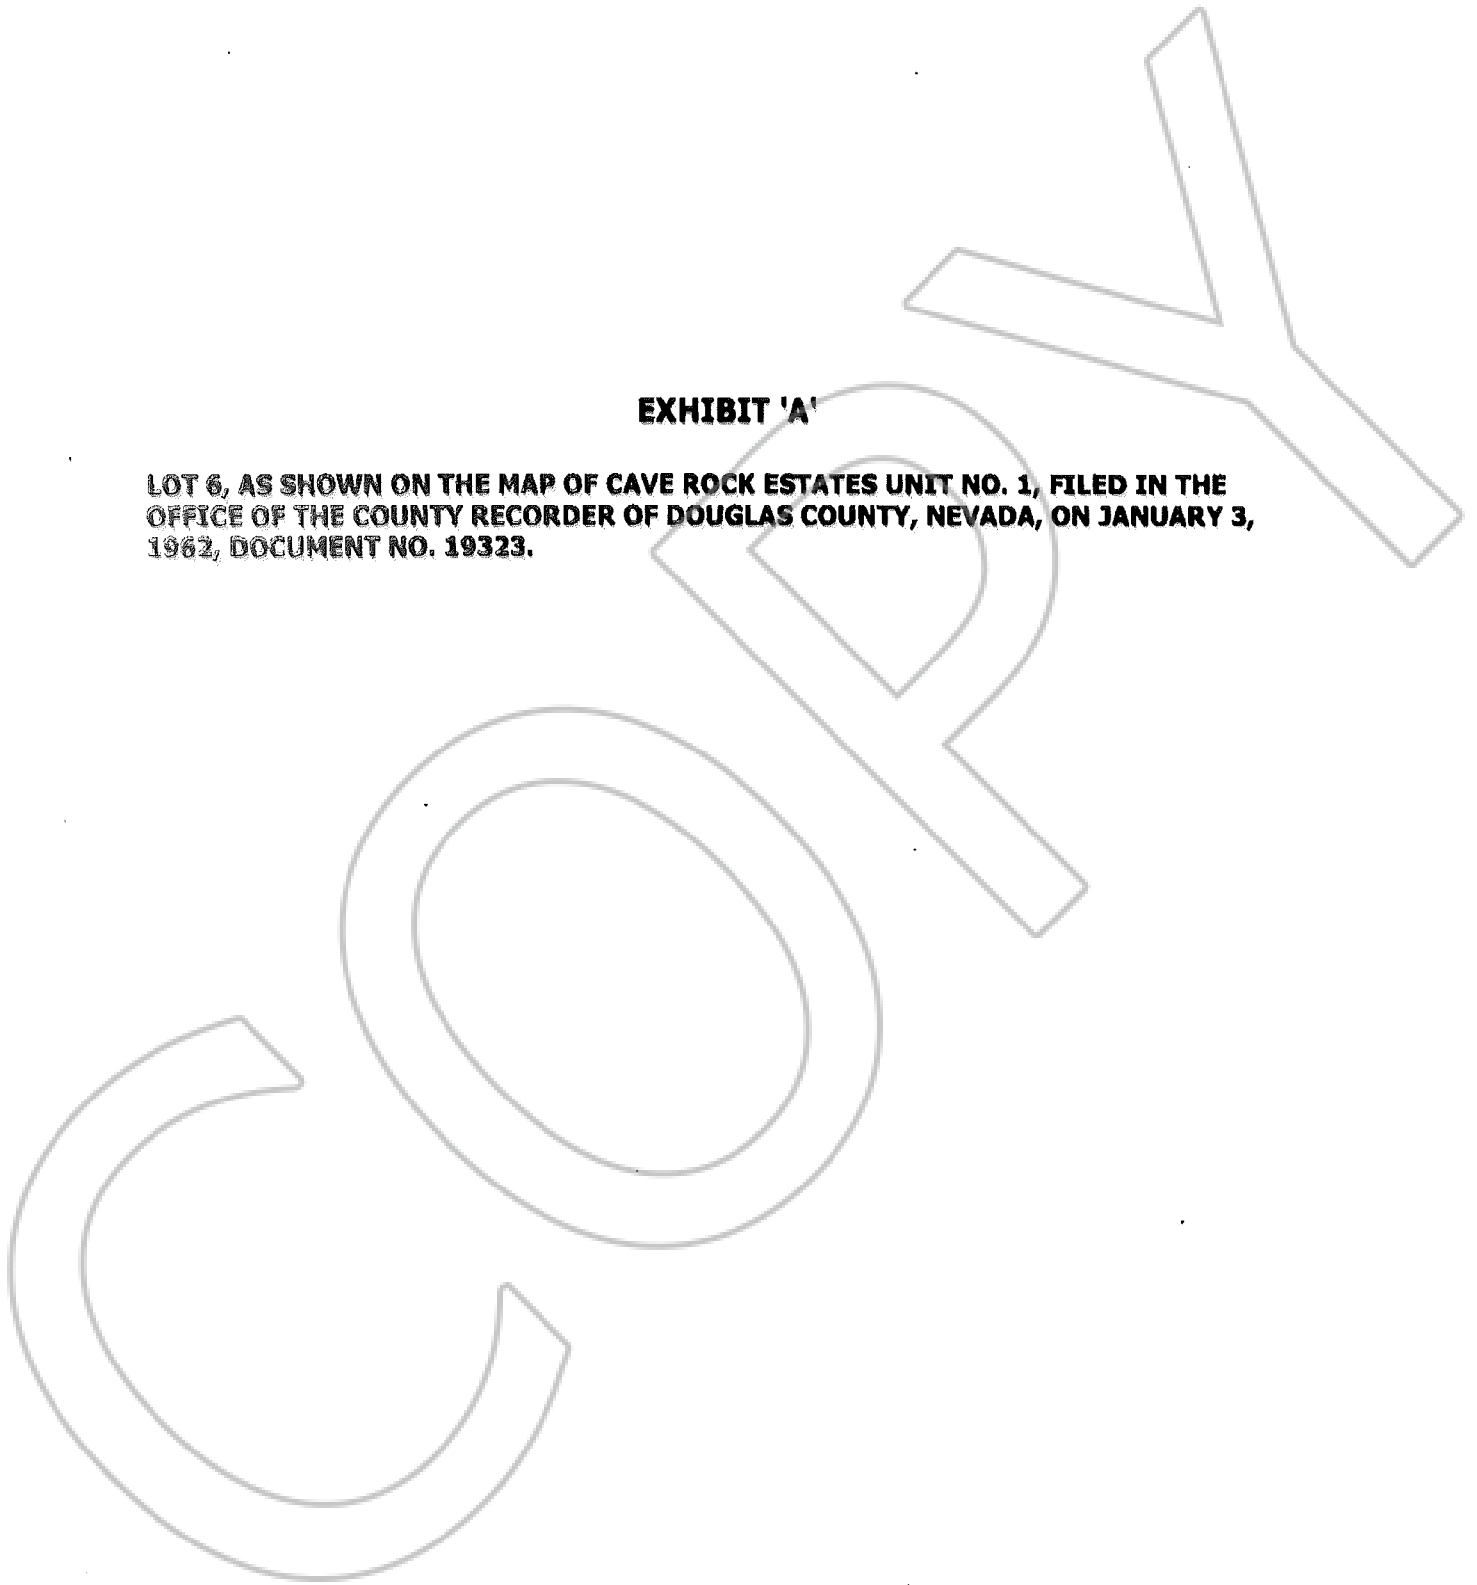 EXHIBIT 'A'
LOT 6, AS SHOWN ON THE MAP OF CAVE ROCK ESTATES UNIT NO. 1, FILED IN THE
OFFICE OF THE COUNTY RECORDER OF DOUGLAS COUNTY, NEVADA, ON JANUARY 3,
1962, DOCUMENT NO. 19323.
COPY